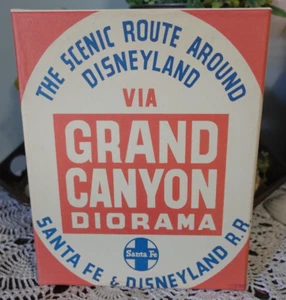 THE SCENIC ROUTE AROUND
DISNEYLAND
VIA
GRAND
CANYON
DIORAMA
Santa Fe
SANTA FE & DISNEYLAND R.R.